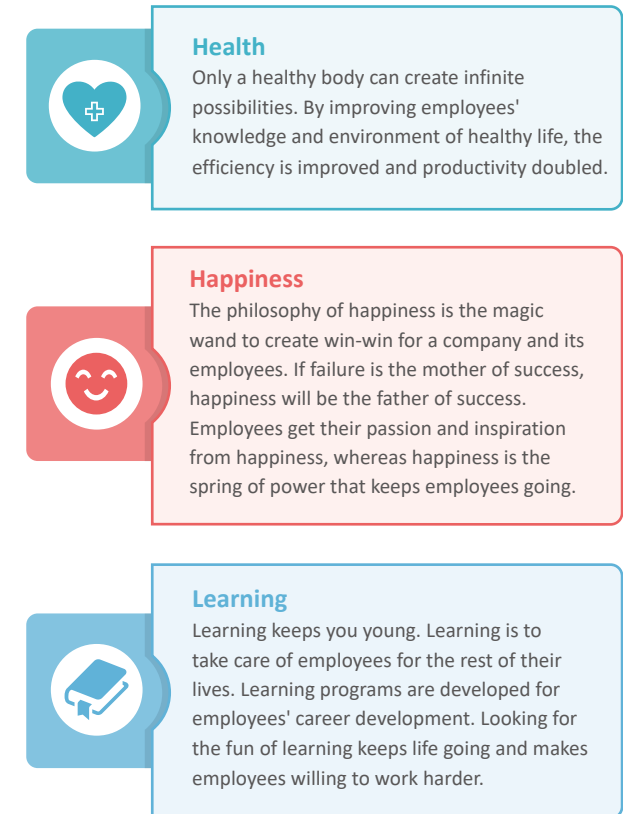 Health
Only a healthy body can create infinite
possibilities. By improving employees'
knowledge and environment of healthy life, the
efficiency is improved and productivity doubled.
Happiness
The philosophy of happiness is the magic
wand to create win-win for a company and its
employees. If failure is the mother of success,
happiness will be the father of success.
Employees get their passion and inspiration
from happiness, whereas happiness is the
spring of power that keeps employees going.
Learning
Learning keeps you young. Learning is to
take care of employees for the rest of their
lives. Learning programs are developed for
employees' career development. Looking for
the fun of learning keeps life going and makes
employees willing to work harder.